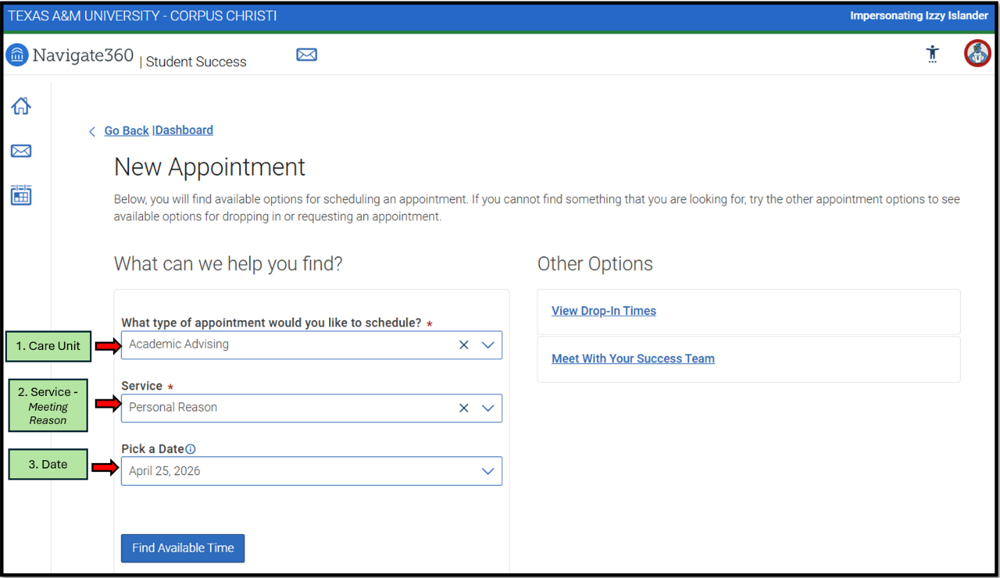 TEXAS A&M UNIVERSITY - CORPUS CHRISTI
Impersonating Izzy Islander
Navigate360 | Student Success
Go Back |Dashboard
New Appointment
Below, you will find available options for scheduling an appointment. If you cannot find something that you are looking for, try the other appointment options to see
available options for dropping in or requesting an appointment.
What can we help you find?
What type of appointment would you like to schedule? *
1. Care Unit
Academic Advising
Service *
2. Service -
Meeting
Reason
Personal Reason
Pick a Date
3. Date
April 25, 2026
Find Available Time
Other Options
View Drop-In Times
Meet With Your Success Team